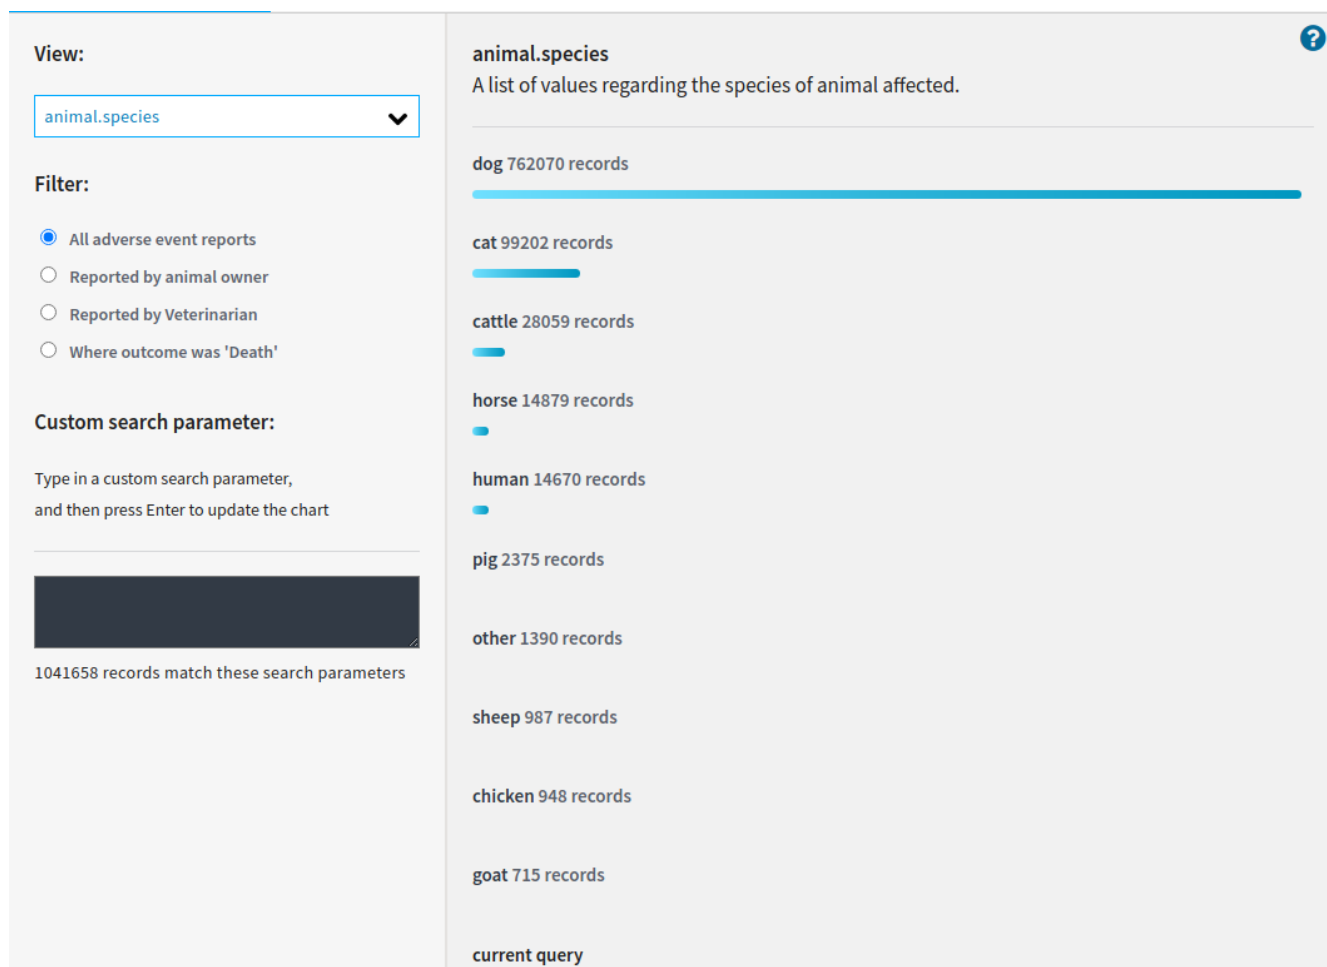 View:
animal.species
Filter:
All adverse event reports
Reported by animal owner
Reported by Veterinarian
Where outcome was 'Death'
Custom search parameter:
Type in a custom search parameter,
and then press Enter to update the chart
1041658 records match these search parameters
?
animal.species
A list of values regarding the species of animal affected.
dog 762070 records
cat 99202 records
cattle 28059 records
horse 14879 records
human 14670 records
pig 2375 records
other 1390 records
sheep 987 records
chicken 948 records
goat 715 records
current query